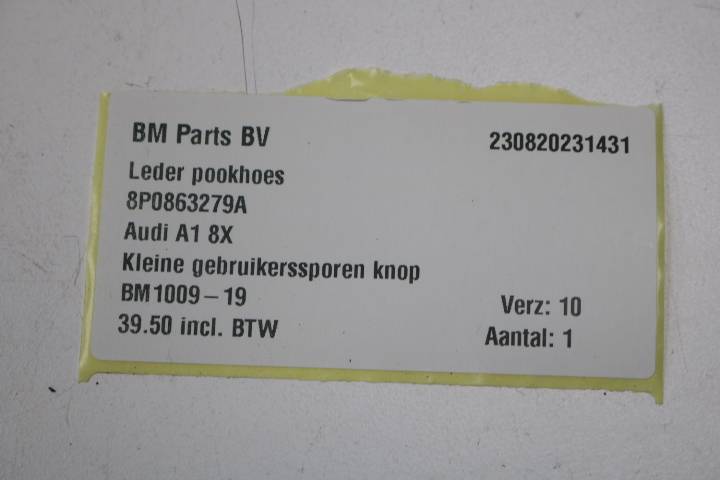 BM Parts BV 230820231431
Leder pookhoes
8P0863279A
Audi A1 8X
Kleine gebruikerssporen knop
BM1009-19 Verz: 10
39.50 incl. BTW Aantal: 1